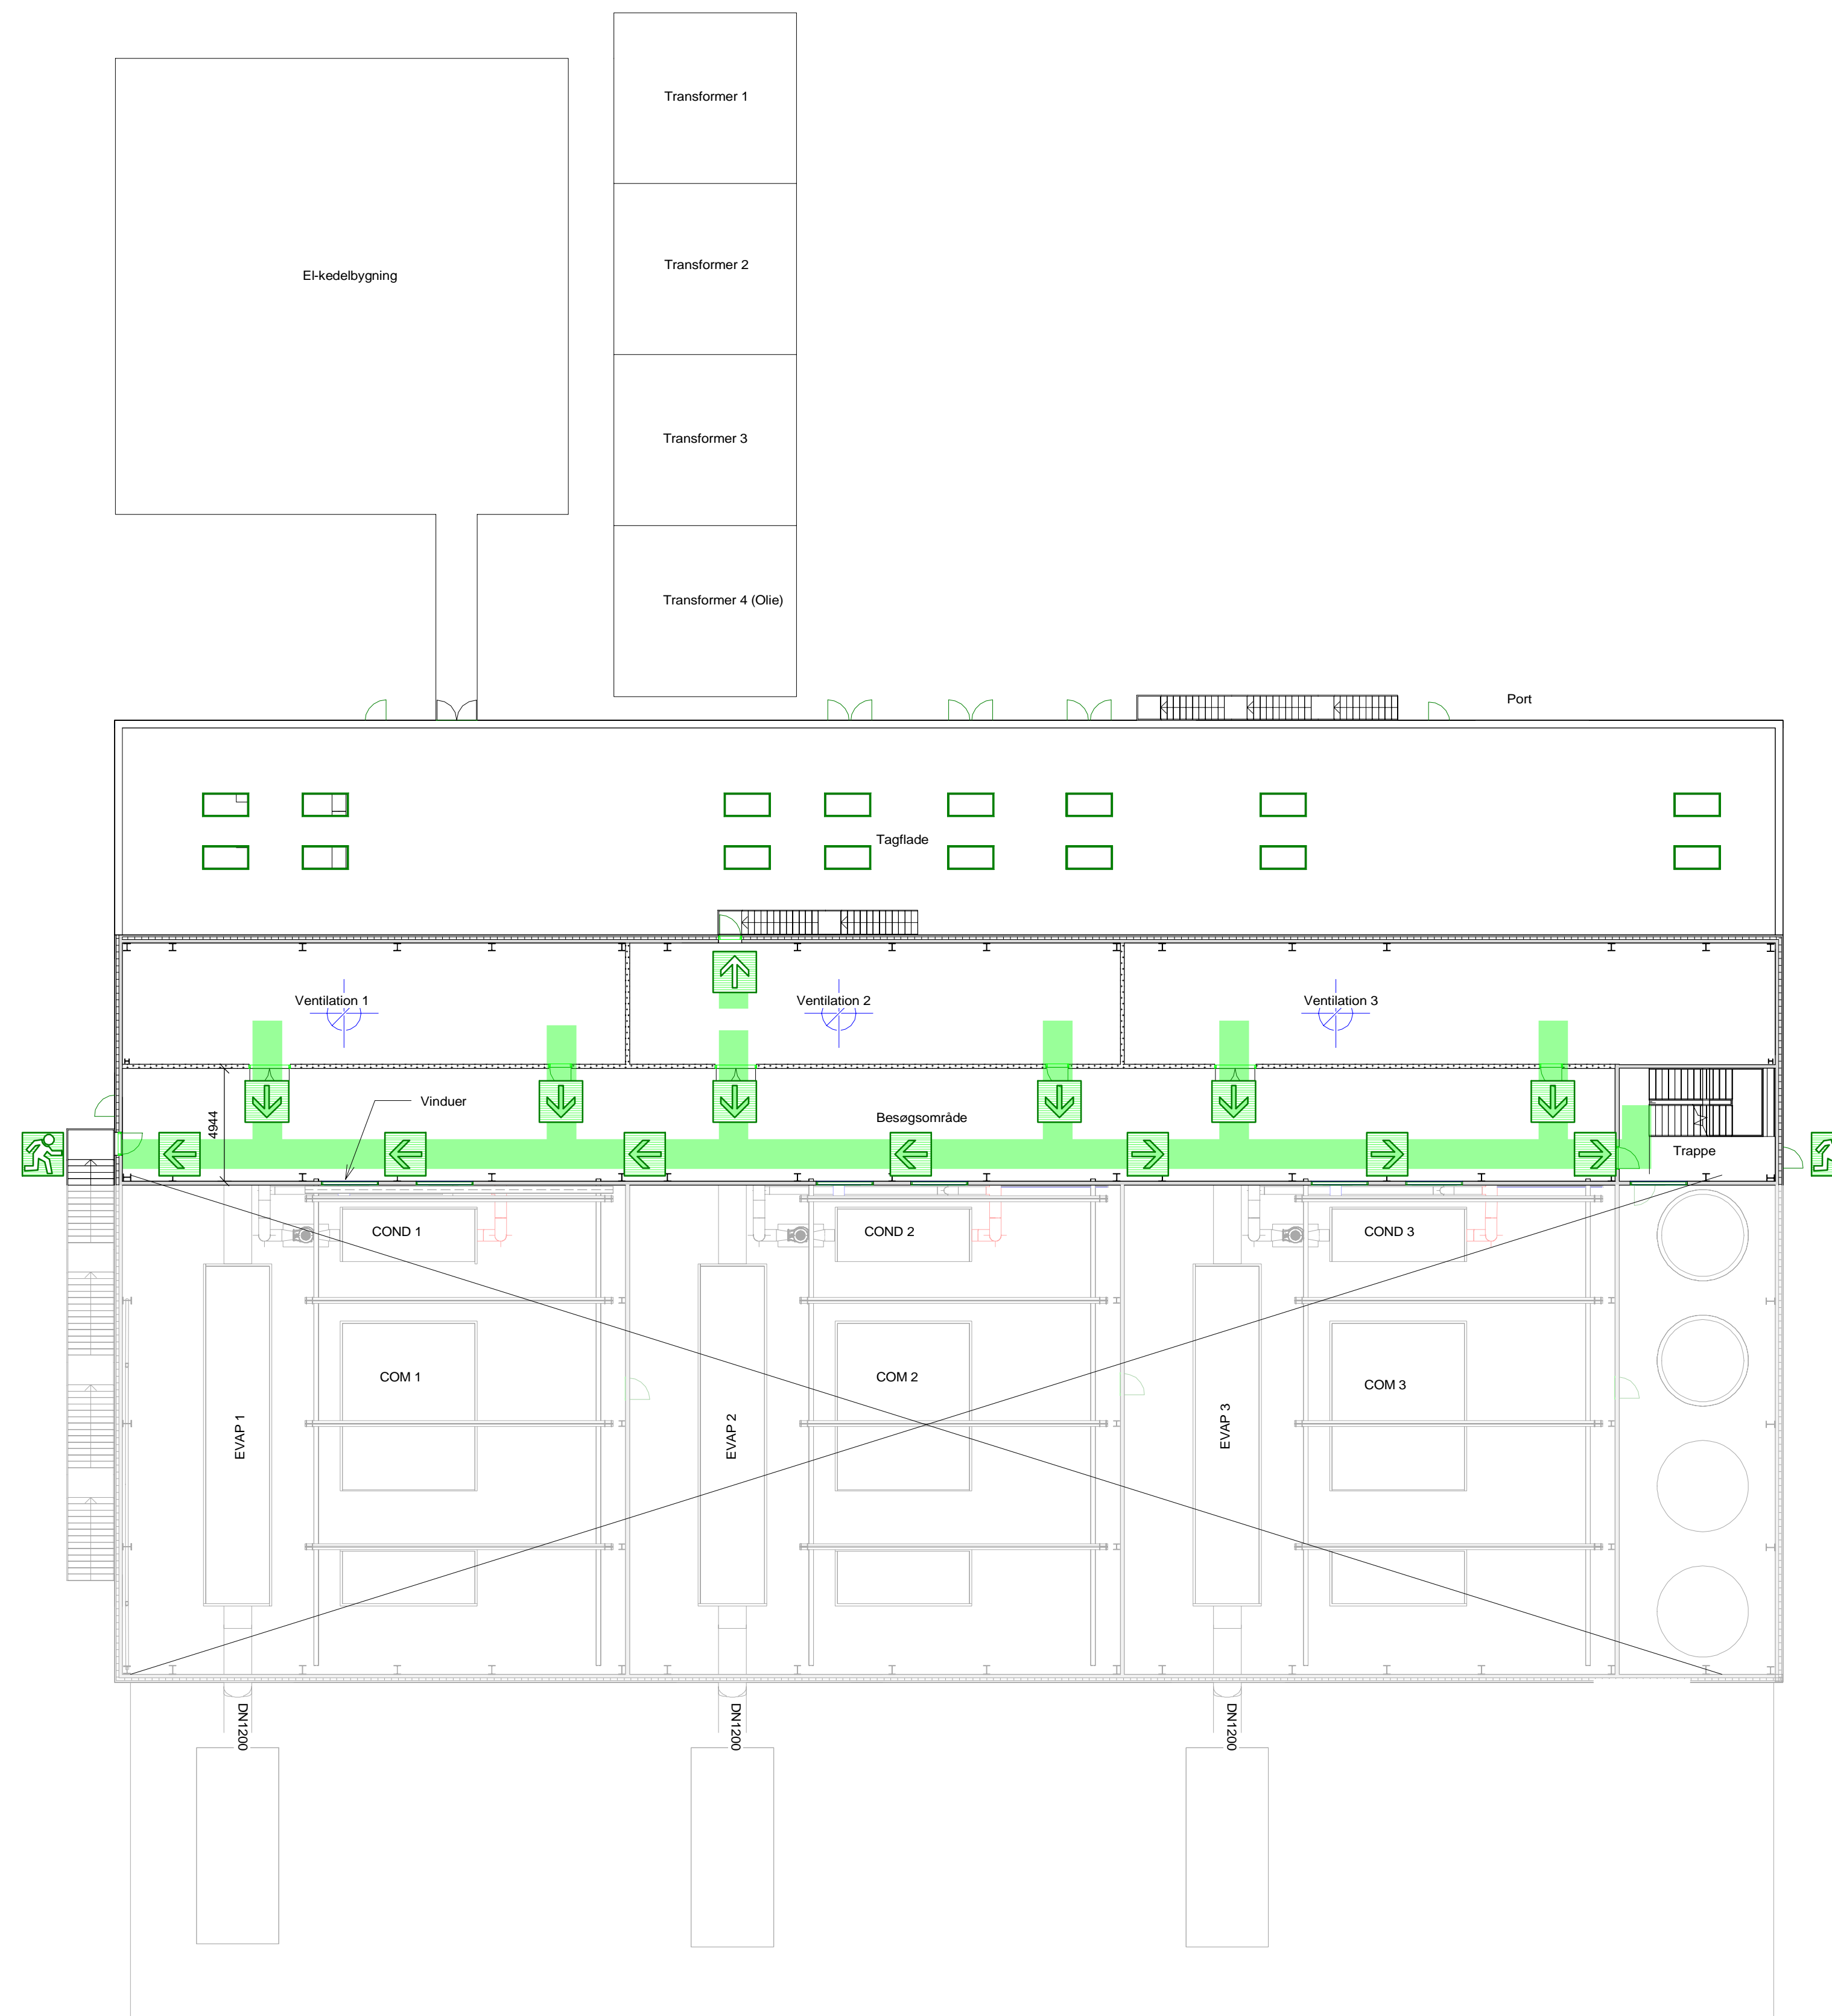 Transformer 1
Transformer 2
El-kedelbygning
Transformer 3
Transformer 4 (Olie)
Port
Tagflade
Ventilation 1
Ventilation 2
Ventilation 3
Vinduer
4944
Besøgsområde
Trappe
COND 1
COND 2
COND 3
COM 1
COM 2
COM 3
EVAP 1
EVAP 2
EVAP 3
DN1200
DN1200
DN1200